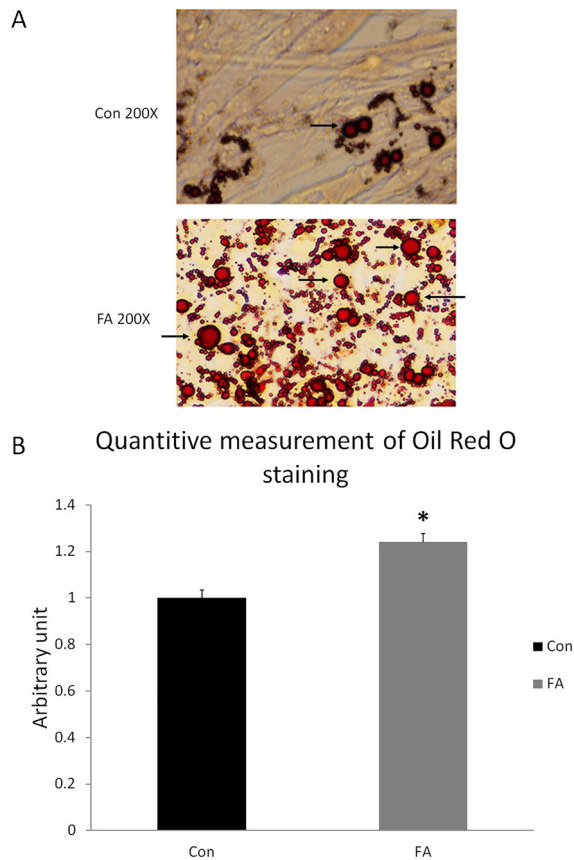 A
Con 200X
FA 200X
B
Quantitive measurement of Oil Red O
staining
1.4
1.2
1
0.8
0.6
0.4
0.2
0
Arbitrary unit
*
Con
FA
Con
FA